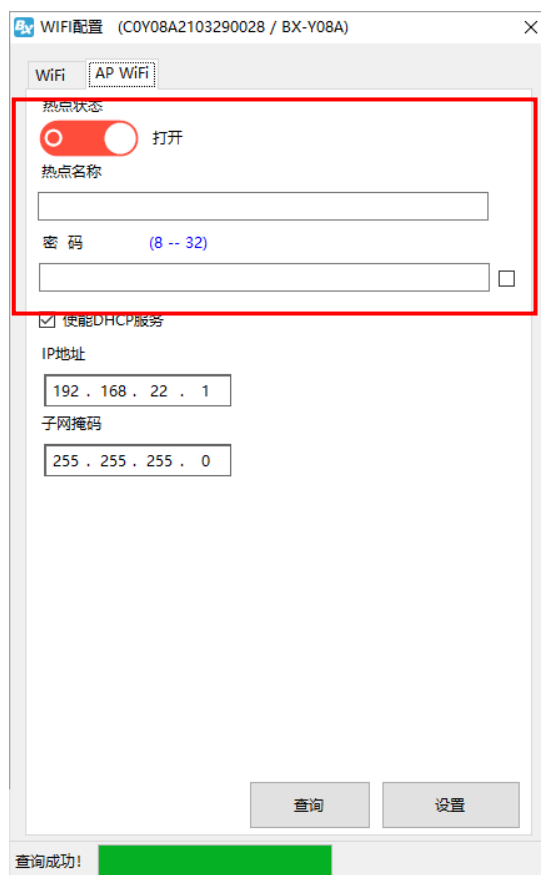 BX WIFI配置 (C0Y08A2103290028 / BX-Y08A)
WiFi AP WiFi
热点状态
打开
热点名称
密 码 (8 -- 32)
使能DHCP服务
IP地址
192 . 168 . 22 . 1
子网掩码
255 . 255 . 255 . 0
查询 设置
查询成功!